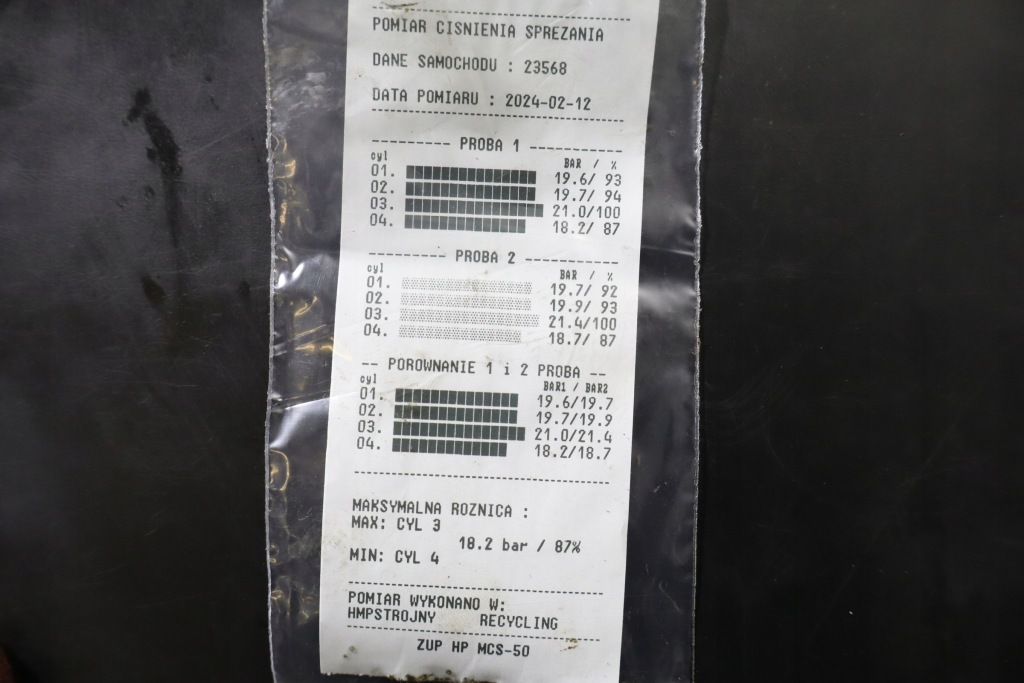 POMIAR CISNIENIA SPREZANIA
DANE SAMOCHODU : 23568
DATA POMIARU : 2024-02-12
---------- PROBA 1 ------------
cyl BAR / %
01. 19.6/ 93
02. 19.7/ 94
03. 21.0/100
04. 18.2/ 87
---------- PROBA 2 ------------
cyl BAR / %
01. 19.7/ 92
02. 19.9/ 93
03. 21.4/100
04. 18.7/ 87
-- POROWNANIE 1 i 2 PROBA --
cyl BAR1 / BAR2
01. 19.6/19.7
02. 19.7/19.9
03. 21.0/21.4
04. 18.2/18.7
MAKSYMALNA ROZNICA :
MAX: CYL 3
18.2 bar / 87%
MIN: CYL 4
POMIAR WYKONANO W:
HMPSTROJNY RECYCLING
ZUP HP MCS-50